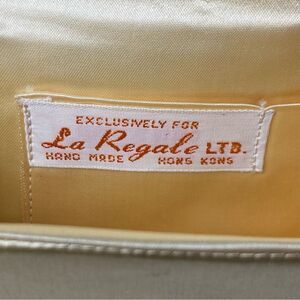 EXCLUSIVELY FOR
La Regale LTD.
HAND MADE HONG KONG